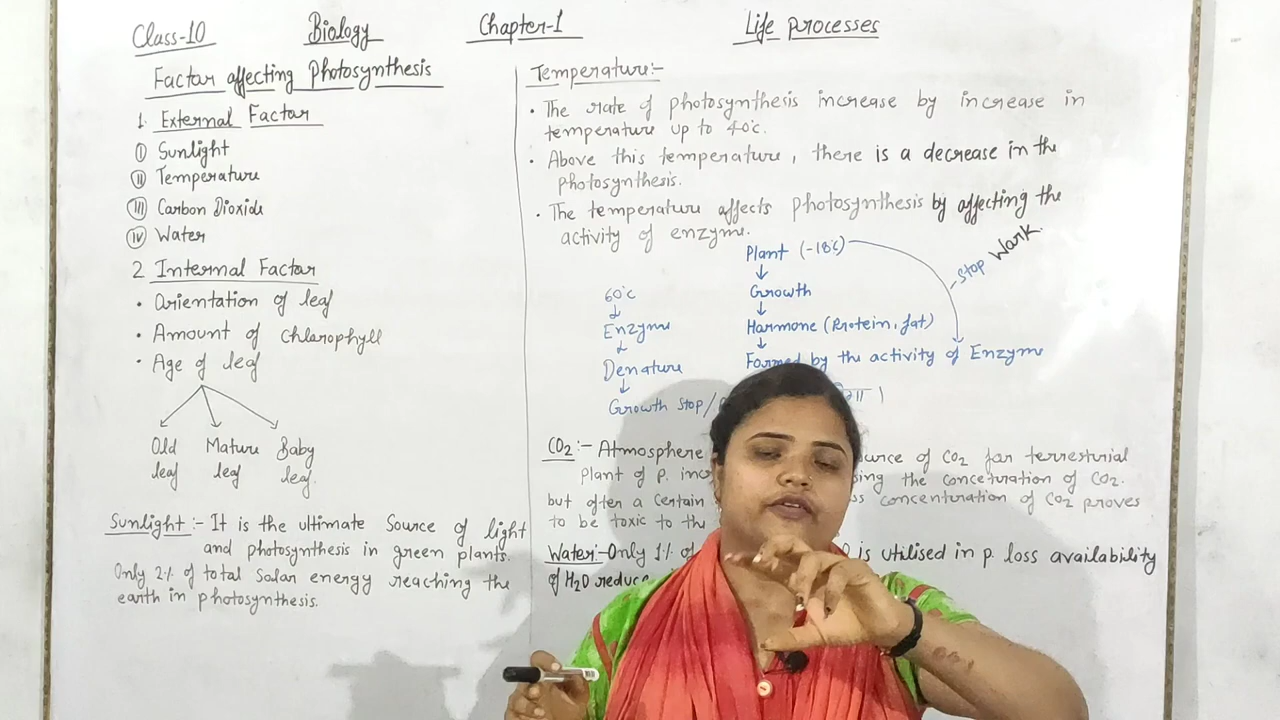 Class-10 Biology Chapter-1 Life Processes
Factor affecting Photosynthesis
1. External Factor
(I) Sunlight
(II) Temperature
(III) Carbon Dioxide
(IV) Water
2 Internal Factor
• Orientation of leaf
• Amount of Chlorophyll
• Age of leaf
Old Mature Baby
leaf leaf leaf.
Sunlight :- It is the ultimate Source of light
and photosynthesis in green plants.
Only 2% of total Solar energy reaching the
earth in photosynthesis.
Temperature:-
• The rate of photosynthesis increase by increase in
temperature up to 40°c.
• Above this temperature, there is a decrease in the
photosynthesis.
• The temperature affects photosynthesis by affecting the
activity of enzyme.
60°c
↓
Enzyme
↓
Denature
↓
Growth Stop/
Plant (-18°c)
↓
Growth
↓
Harmone (Protein, fat)
↓
Formed by the activity of Enzyme
Stop Work.
CO₂:- Atmosphere urce of CO₂ for terrestrial
plant of p. inc sing the concetration of CO₂.
but ofter a Certain ss concentration of CO₂ proves
to be toxic to the
Water:- Only 1% of O is utilised in p. loss availability
of H₂O reduce